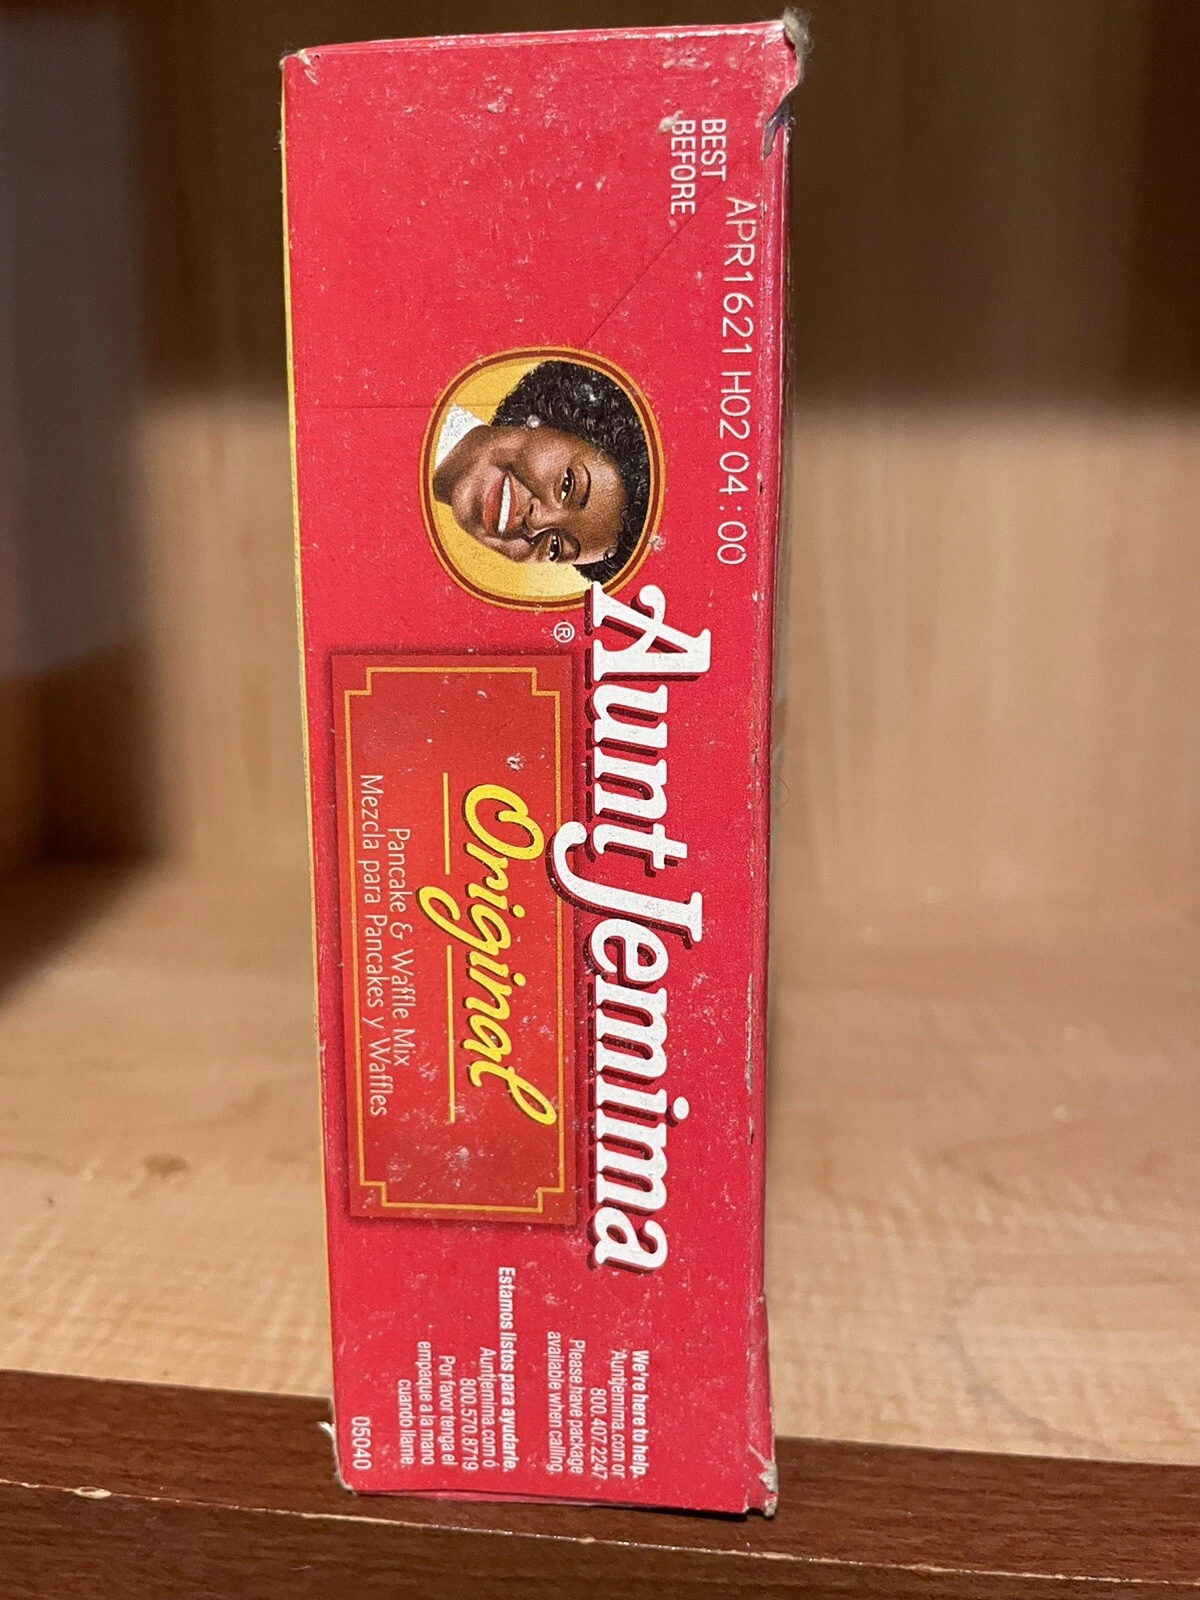 BEST
BEFORE
APR1621 H02 04:00
Aunt Jemima
®
Original
Pancake & Waffle Mix
Mezcla para Pancakes y Waffles
We're here to help.
Auntjemima.com or
800.407.2247
Please have package
available when calling.
Estamos listos para ayudarle.
Auntjemima.com ó
800.570.8719
Por favor tenga el
empaque a la mano
cuando llame.
05040